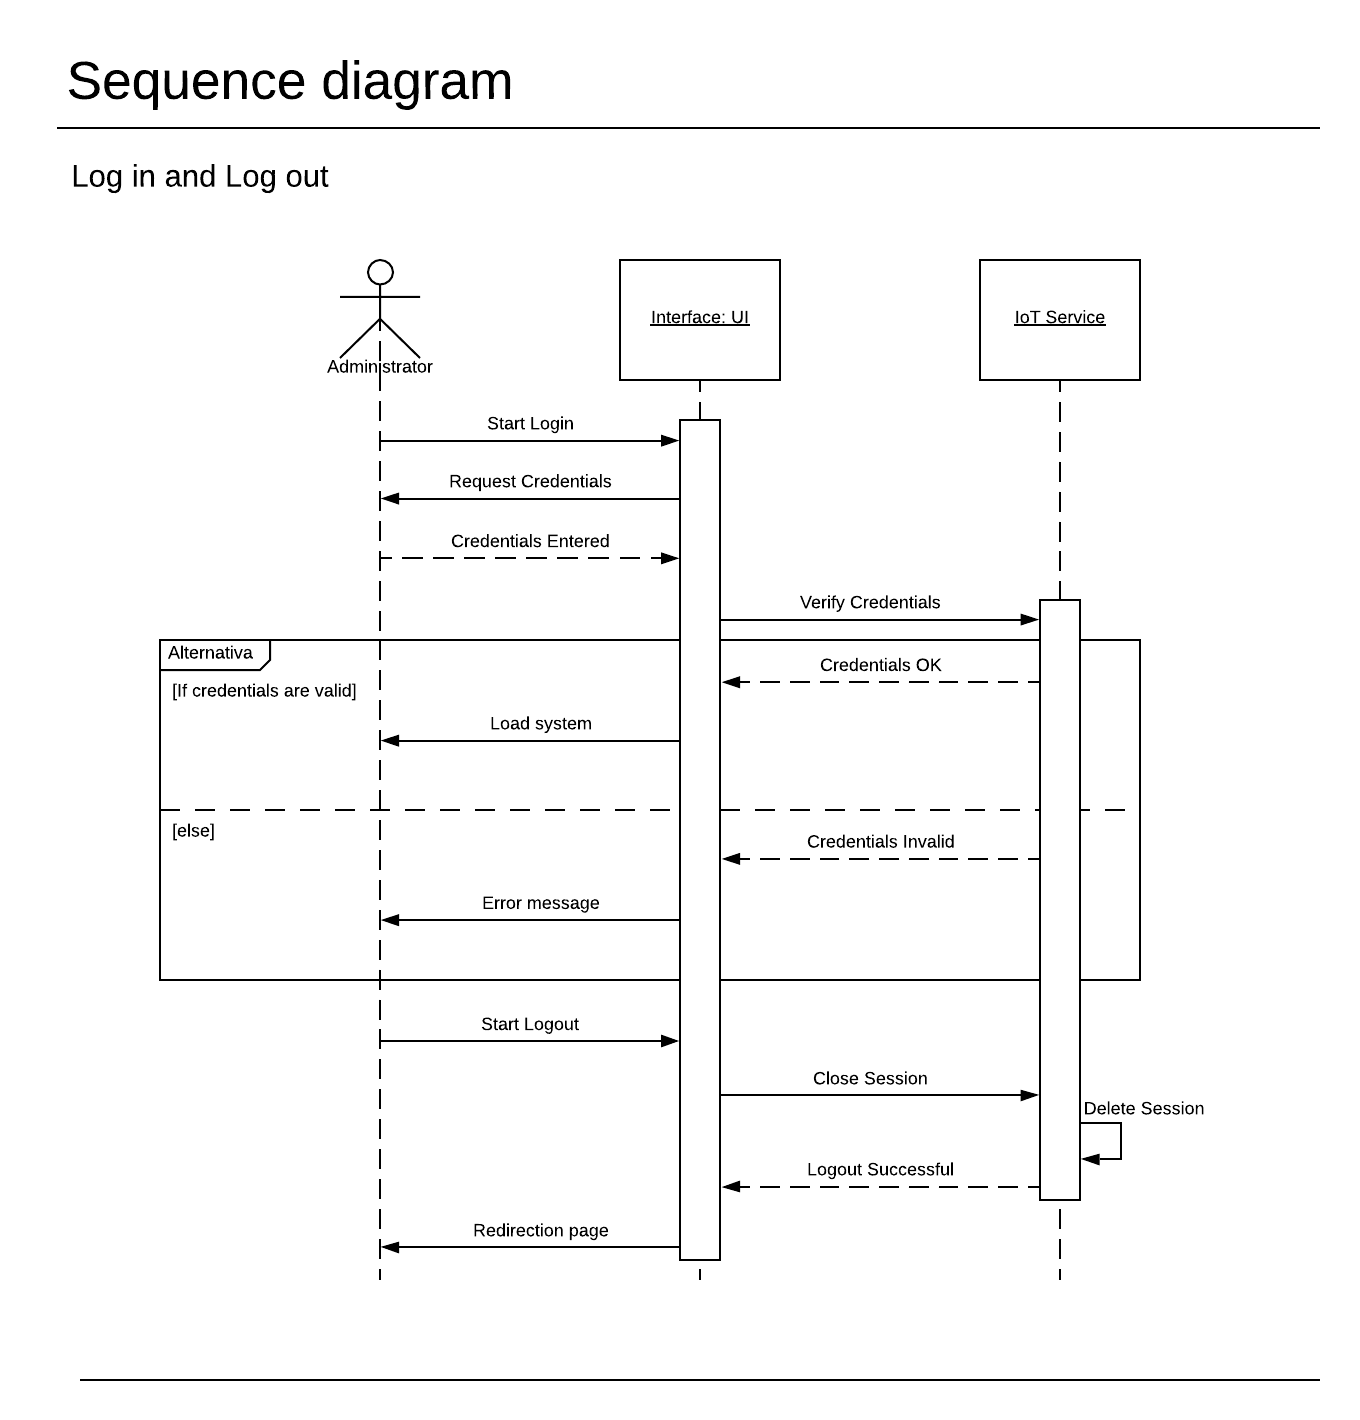 Sequence diagram
Log in and Log out
Administrator
Interface: UI
IoT Service
Start Login
Request Credentials
Credentials Entered
Verify Credentials
Alternativa
Credentials OK
[If credentials are valid]
Load system
[else]
Credentials Invalid
Error message
Start Logout
Close Session
Delete Session
Logout Successful
Redirection page